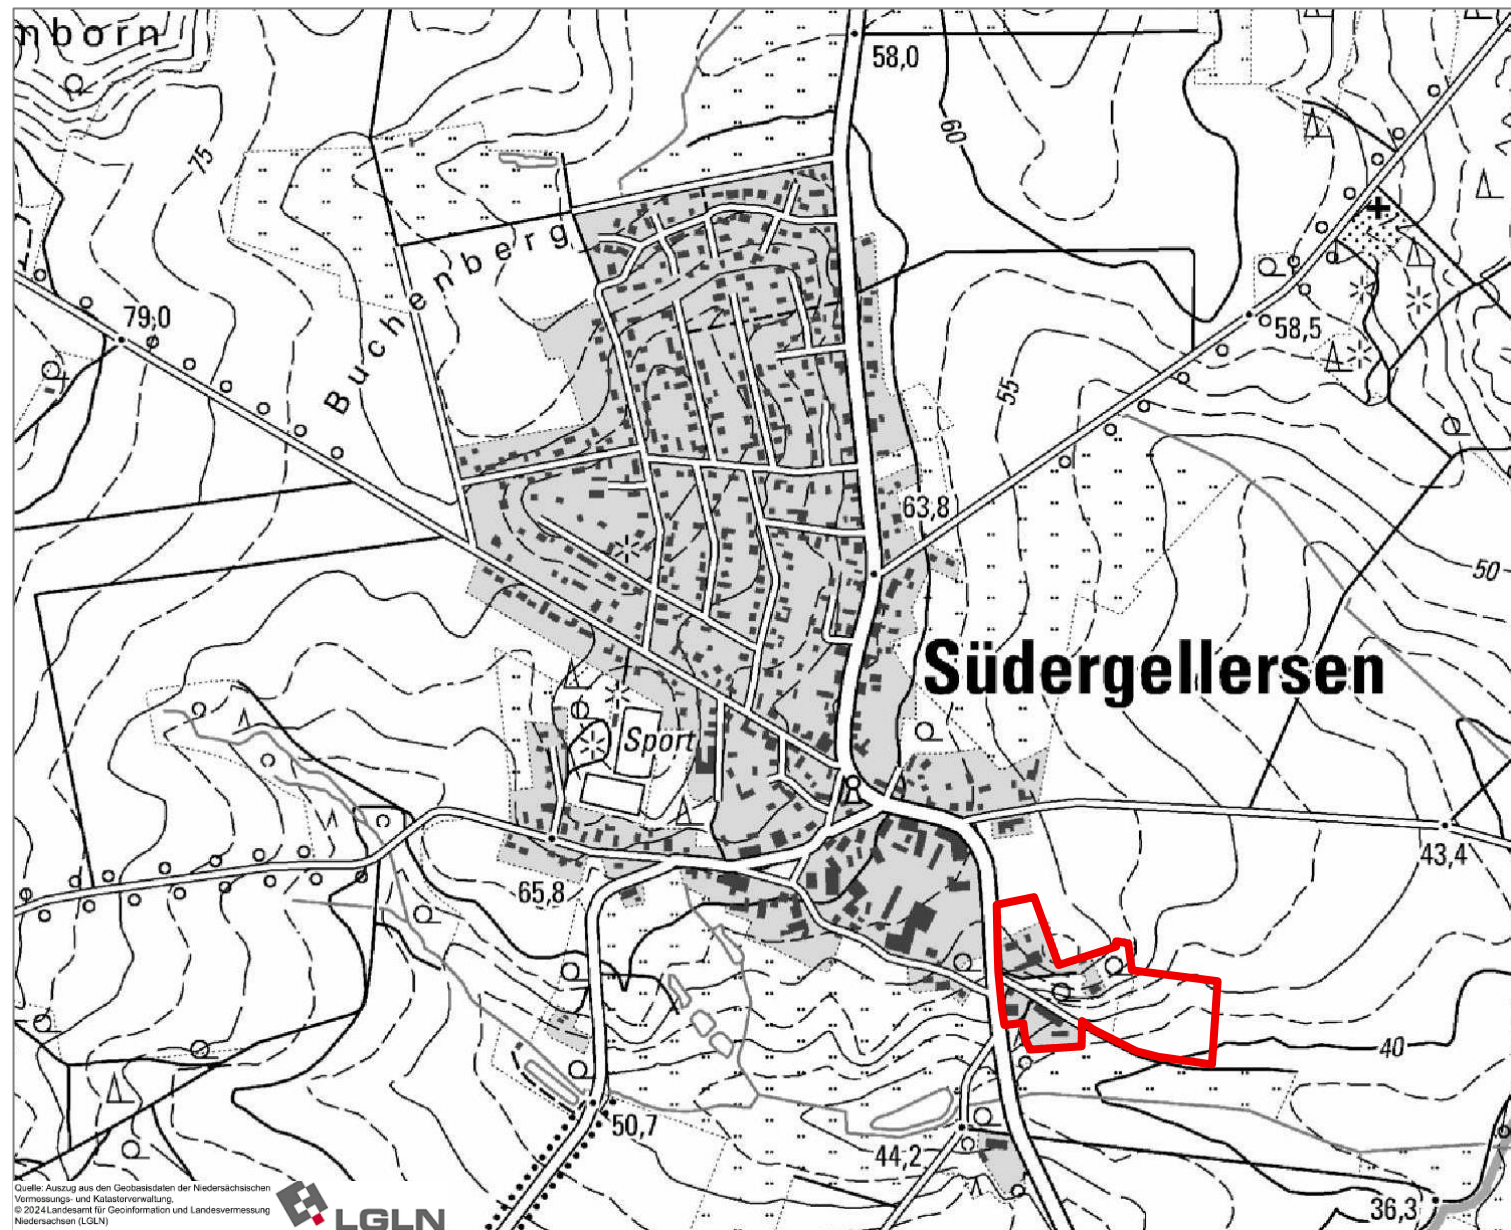 mborn
58,0
60
75
Buchenberg
79,0
58,5
55
63,8
50
Südergellersen
Sport
43,4
65,8
40
50,7
44,2
36,3
Quelle: Auszug aus den Geobasisdaten der Niedersächsischen
Vermessungs- und Katasterverwaltung,
© 2024 Landesamt für Geoinformation und Landesvermessung
Niedersachsen (LGLN)
LGLN